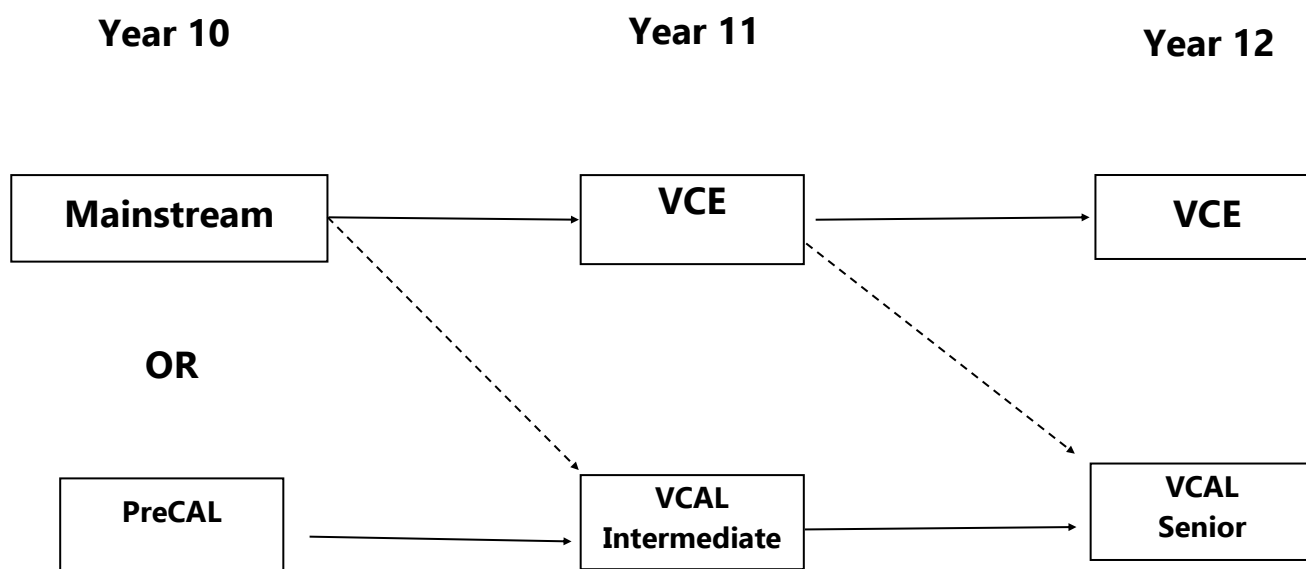 Year 10
Year 11
Year 12
Mainstream
VCE
VCE
OR
PreCAL
VCAL
Intermediate
VCAL
Senior